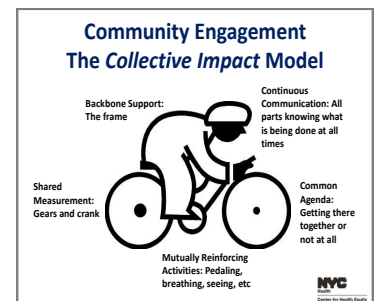 Community Engagement
The Collective Impact Model
Continuous
Communication: All
parts knowing what
is being done at all
times
Backbone Support:
The frame
Shared
Measurement:
Gears and crank
Common
Agenda:
Getting there
together or
not at all
Mutually Reinforcing
Activities: Pedaling,
breathing, seeing, etc
NYC
Health
Center for Health Equity